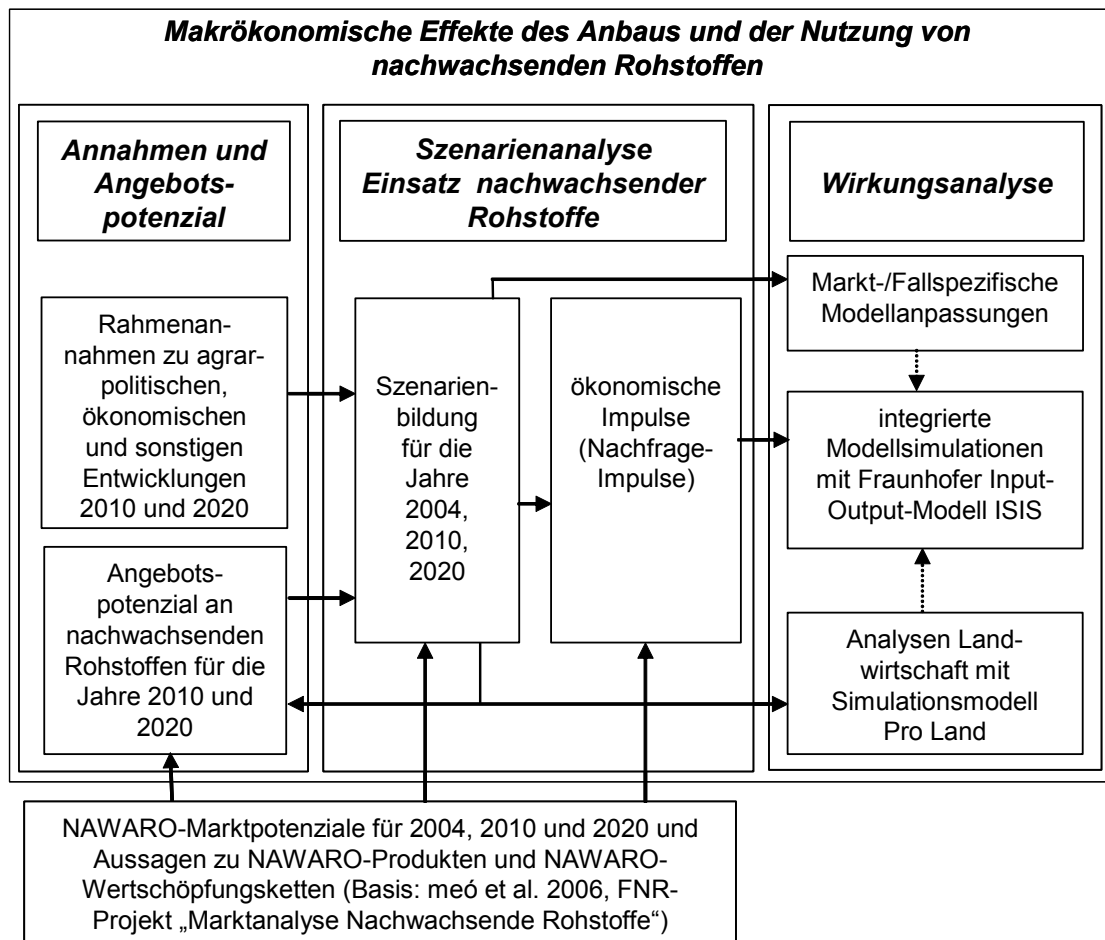 Makrökonomische Effekte des Anbaus und der Nutzung von
nachwachsenden Rohstoffen
Annahmen und
Angebots-
potenzial
Rahmenan-
nahmen zu agrar-
politischen,
ökonomischen
und sonstigen
Entwicklungen
2010 und 2020
Angebots-
potenzial an
nachwachsenden
Rohstoffen für die
Jahre 2010 und
2020
Szenarienanalyse
Einsatz nachwachsender
Rohstoffe
Szenarien-
bildung
für die
Jahre
2004,
2010,
2020
ökonomische
Impulse
(Nachfrage-
Impulse)
Wirkungsanalyse
Markt-/Fallspezifische
Modellanpassungen
integrierte
Modellsimulationen
mit Fraunhofer Input-
Output-Modell ISIS
Analysen Land-
wirtschaft mit
Simulationsmodell
Pro Land
NAWARO-Marktpotenziale für 2004, 2010 und 2020 und
Aussagen zu NAWARO-Produkten und NAWARO-
Wertschöpfungsketten (Basis: meó et al. 2006, FNR-
Projekt „Marktanalyse Nachwachsende Rohstoffe“)